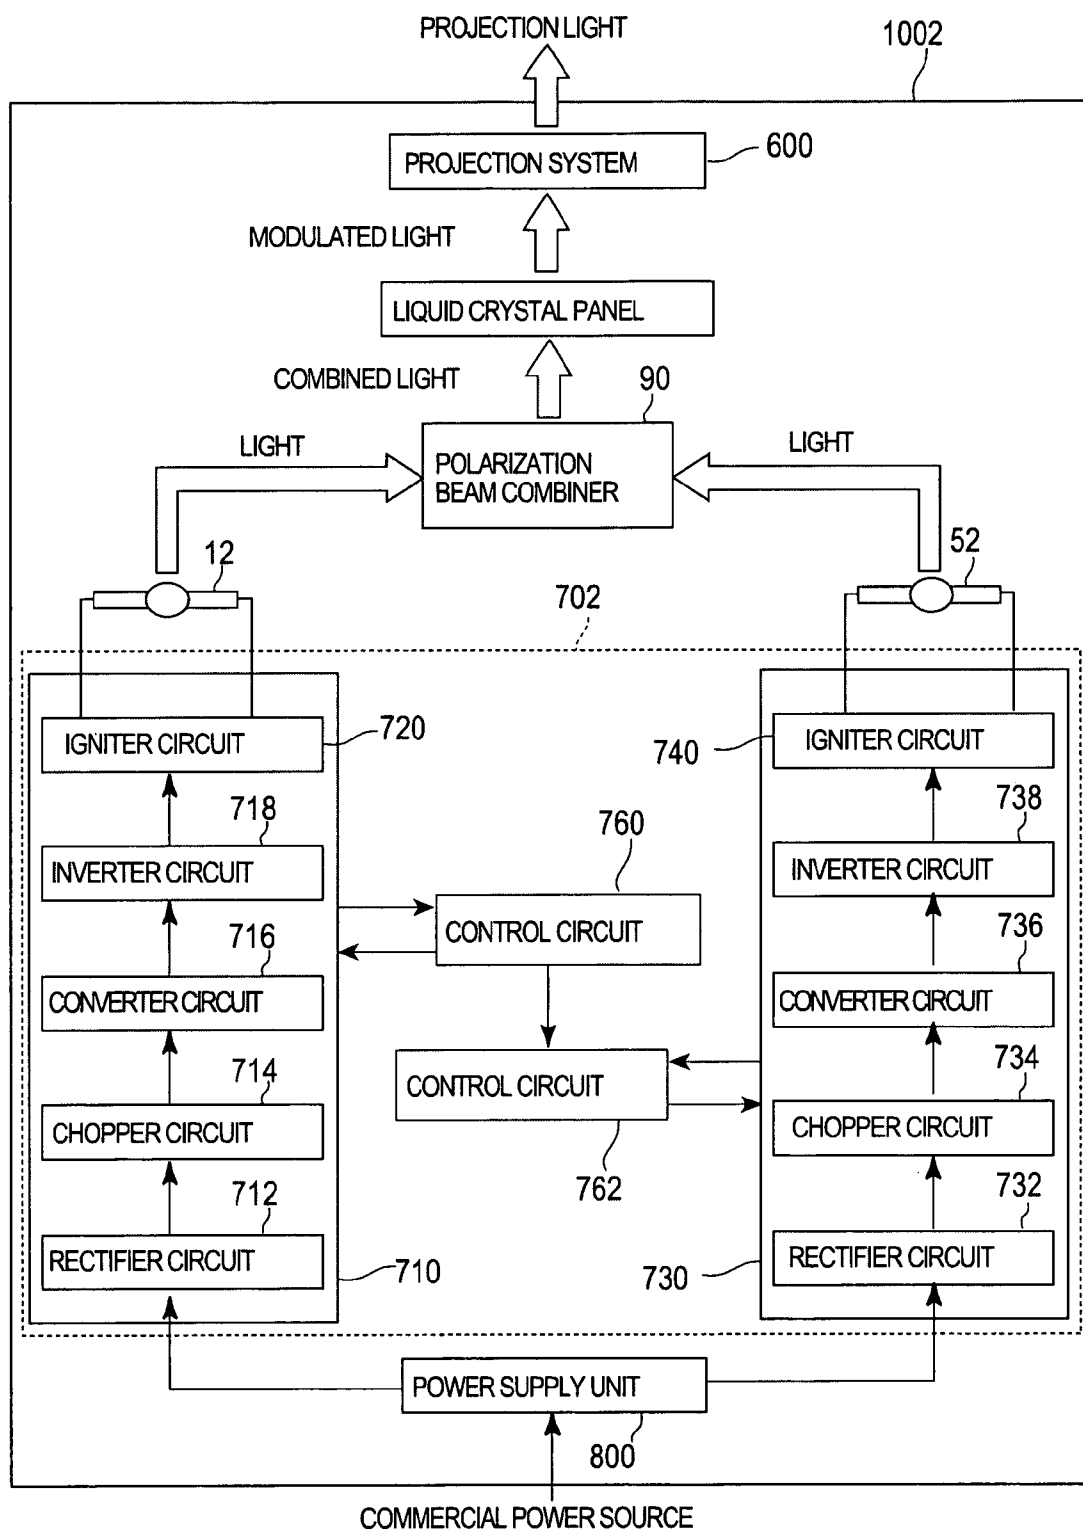 PROJECTION LIGHT
1002
PROJECTION SYSTEM
600
MODULATED LIGHT
LIQUID CRYSTAL PANEL
COMBINED LIGHT
90
LIGHT
LIGHT
POLARIZATION
BEAM COMBINER
12
52
702
IGNITER CIRCUIT
720
740
IGNITER CIRCUIT
718
738
INVERTER CIRCUIT
760
INVERTER CIRCUIT
CONTROL CIRCUIT
716
736
CONVERTER CIRCUIT
CONVERTER CIRCUIT
714
734
CONTROL CIRCUIT
CHOPPER CIRCUIT
CHOPPER CIRCUIT
762
712
732
RECTIFIER CIRCUIT
710
730
RECTIFIER CIRCUIT
POWER SUPPLY UNIT
800
COMMERCIAL POWER SOURCE